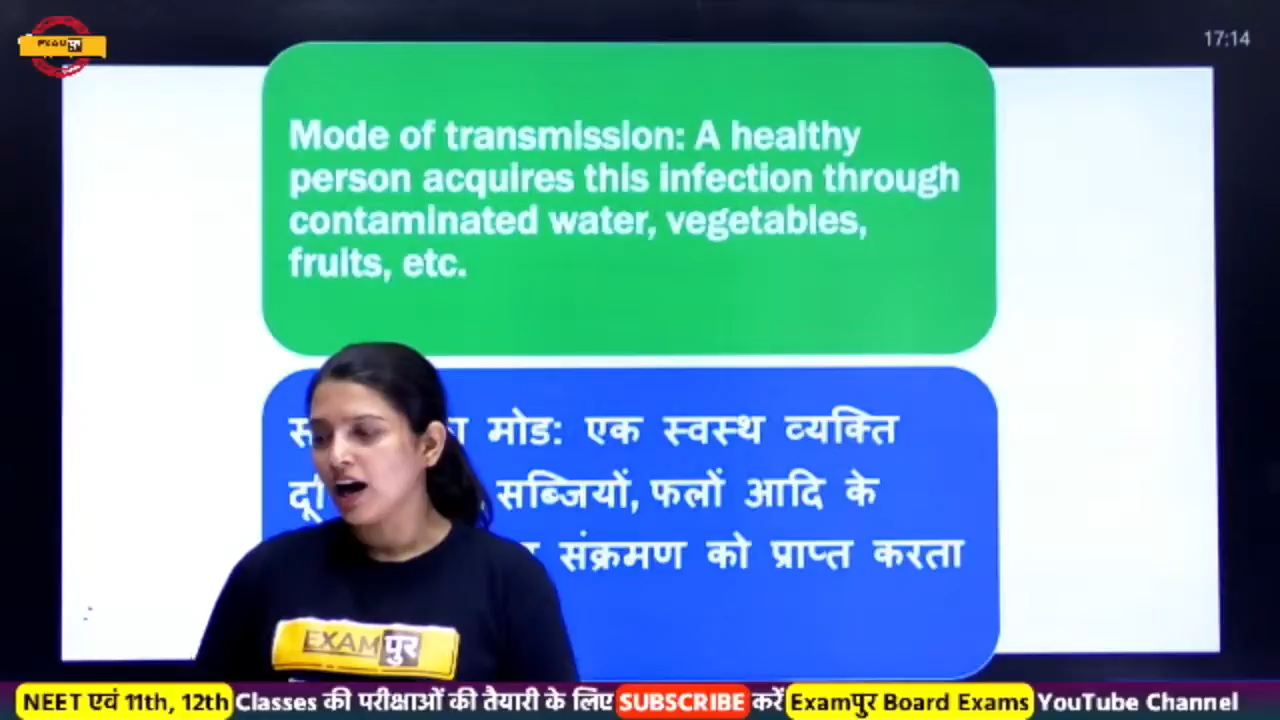 EXAMपुर
17:14
Mode of transmission: A healthy
person acquires this infection through
contaminated water, vegetables,
fruits, etc.
मोड: एक स्वस्थ व्यक्ति
सब्जियों, फलों आदि के
संक्रमण को प्राप्त करता
EXAMपुर
NEET एवं 11th, 12th Classes की परीक्षाओं की तैयारी के लिए SUBSCRIBE करें Examपुर Board Exams YouTube Channel